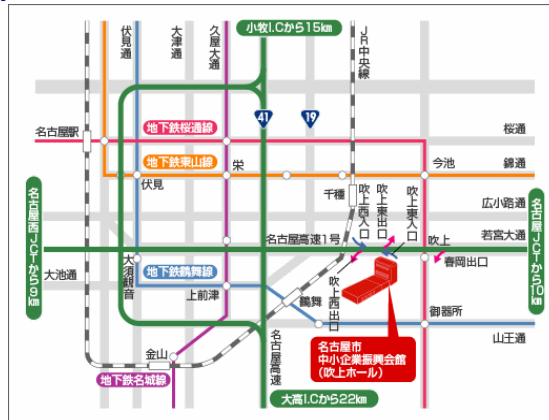 小牧I.Cから15km
伏見通
大津通
久屋大通
JR中央線
41
19
名古屋駅
地下鉄桜通線
桜通
地下鉄東山線
栄
今池
錦通
伏見
千種
広小路通
吹上西入口
吹上東出口
吹上東入口
名古屋西JCTから9km
名古屋高速1号
吹上
若宮大通
名古屋JCTから10km
春岡出口
大池通
大須観音
地下鉄鶴舞線
上前津
鶴舞
吹上西出口
御器所
山王通
金山
名古屋高速
名古屋市
中小企業振興会館
(吹上ホール)
地下鉄名城線
大高I.Cから22km